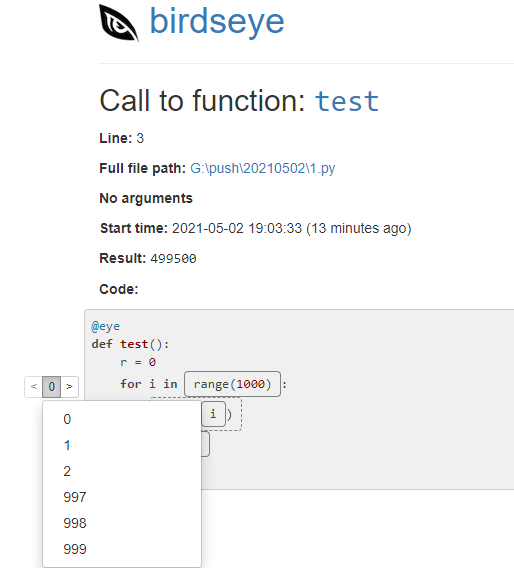 birdseye
Call to function: test
Line: 3
Full file path: G:\push\20210502\1.py
No arguments
Start time: 2021-05-02 19:03:33 (13 minutes ago)
Result: 499500
Code:
@eye
def test():
r = 0
< 0 >
for i in range(1000) :
i )
0
1
2
997
998
999